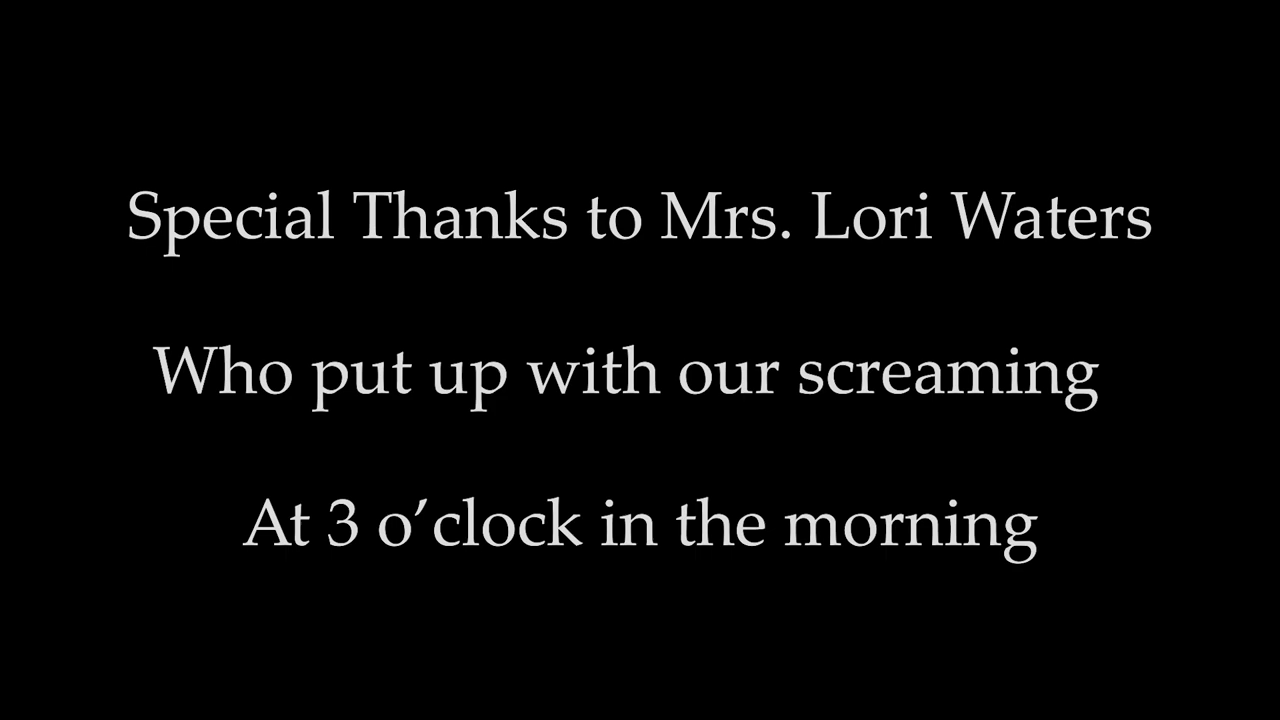 Special Thanks to Mrs. Lori Waters
Who put up with our screaming
At 3 o’clock in the morning